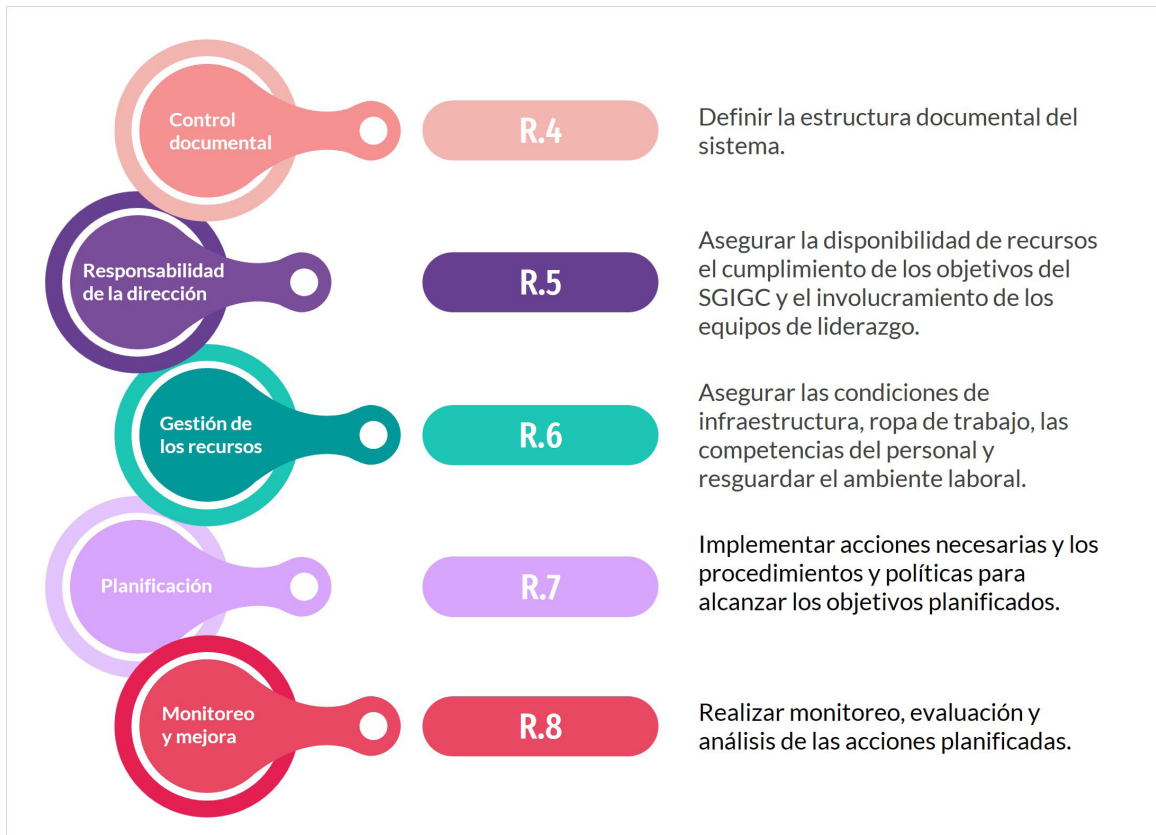 Control
documental
R.4
Definir la estructura documental del
sistema.
Responsabilidad
de la dirección
R.5
Asegurar la disponibilidad de recursos
el cumplimiento de los objetivos del
SGIGC y el involucramiento de los
equipos de liderazgo.
Gestión de
los recursos
R.6
Asegurar las condiciones de
infraestructura, ropa de trabajo, las
competencias del personal y
resguardar el ambiente laboral.
Planificación
R.7
Implementar acciones necesarias y los
procedimientos y políticas para
alcanzar los objetivos planificados.
Monitoreo
y mejora
R.8
Realizar monitoreo, evaluación y
análisis de las acciones planificadas.